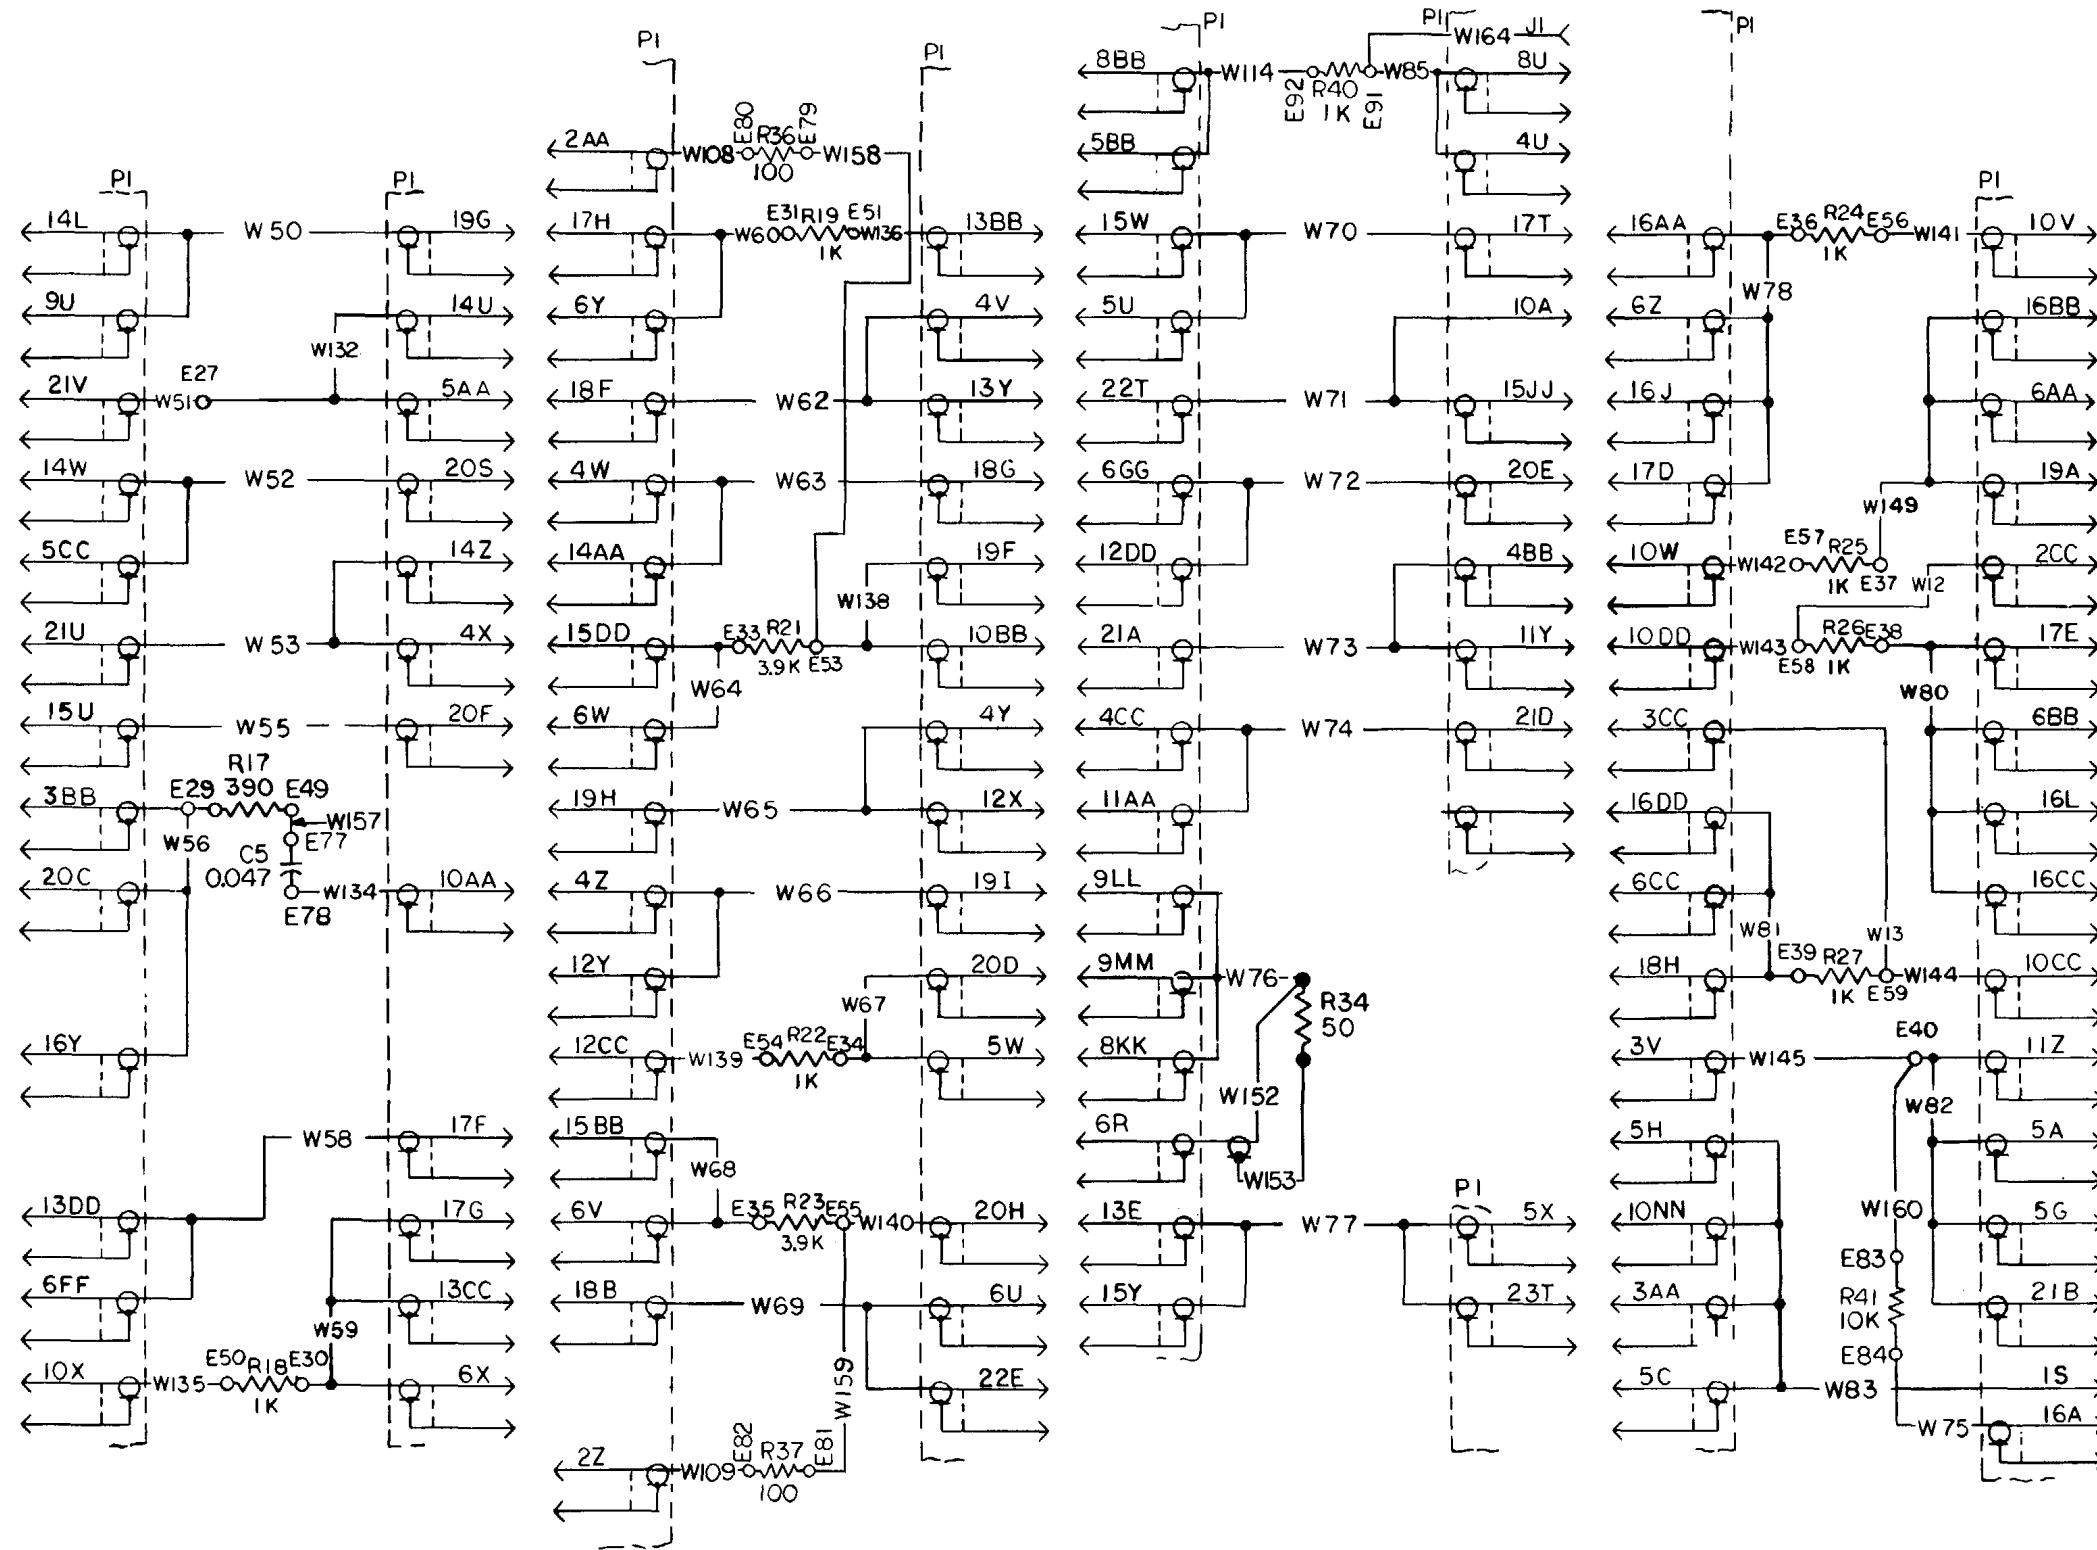 P1
P1
14L
W50
19G
9U
14U
W132
E27
21V
W51
5AA
14W
W52
20S
5CC
14Z
21U
W53
4X
15U
W55
20F
R17
E29
390
E49
3BB
W157
W56
E77
C5
0.047
20C
W134
10AA
E78
16Y
W58
17F
13DD
17G
6FF
13CC
W59
E50
R18
E30
10X
W135
6X
1K
P1
P1
E80
E79
2AA
W108
R36
W158
100
E31
R19
E51
17H
W60
W136
13BB
1K
6Y
4V
18F
W62
13Y
4W
W63
18G
14AA
19F
W138
15DD
E33
R21
10BB
3.9K
E53
W64
6W
4Y
19H
W65
12X
4Z
W66
19I
12Y
20D
W67
E54
R22
E34
12CC
W139
5W
1K
15BB
W68
6V
E35
R23
E55
W140
20H
3.9K
18B
W69
6U
W159
22E
E82
E81
2Z
W109
R37
100
P1
P1
W164
J1
8BB
W114
W85
8U
E92
R40
1K
E91
5BB
4U
15W
W70
17T
5U
10A
22T
W71
15JJ
6GG
W72
20E
12DD
4BB
21A
W73
11Y
4CC
W74
21D
11AA
9LL
9MM
W76
R34
50
8KK
W152
6R
W153
P1
13E
W77
5X
15Y
23T
P1
P1
16AA
E36
R24
E56
W141
10V
1K
W78
6Z
16BB
16J
6AA
17D
19A
W149
E57
R25
10W
W142
2CC
1K
E37
W12
R26
E38
10DD
W143
17E
E58
1K
W80
3CC
6BB
16DD
16L
6CC
16CC
W81
W13
E39
R27
18H
W144
10CC
1K
E59
E40
3V
W145
11Z
W82
5H
5A
W160
10NN
5G
E83
3AA
R41
10K
21B
E84
5C
W83
1S
W75
16A